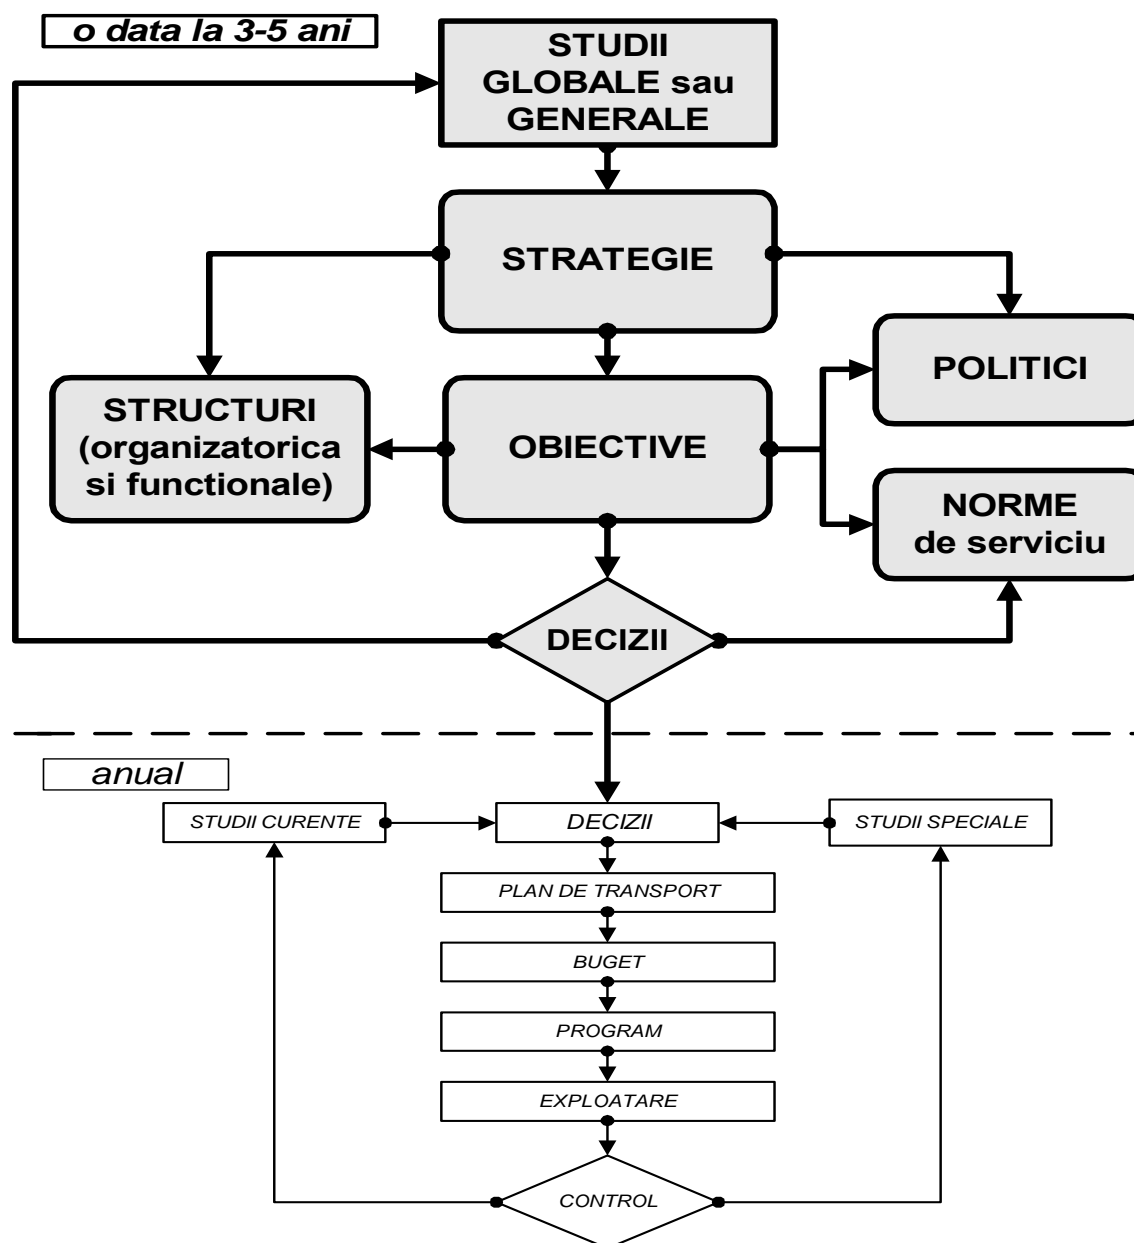 o data la 3-5 ani
STUDII
GLOBALE sau
GENERALE
STRATEGIE
POLITICI
STRUCTURI
(organizatorica
si functionale)
OBIECTIVE
NORME
de serviciu
DECIZII
anual
STUDII CURENTE
DECIZII
STUDII SPECIALE
PLAN DE TRANSPORT
BUGET
PROGRAM
EXPLOATARE
CONTROL